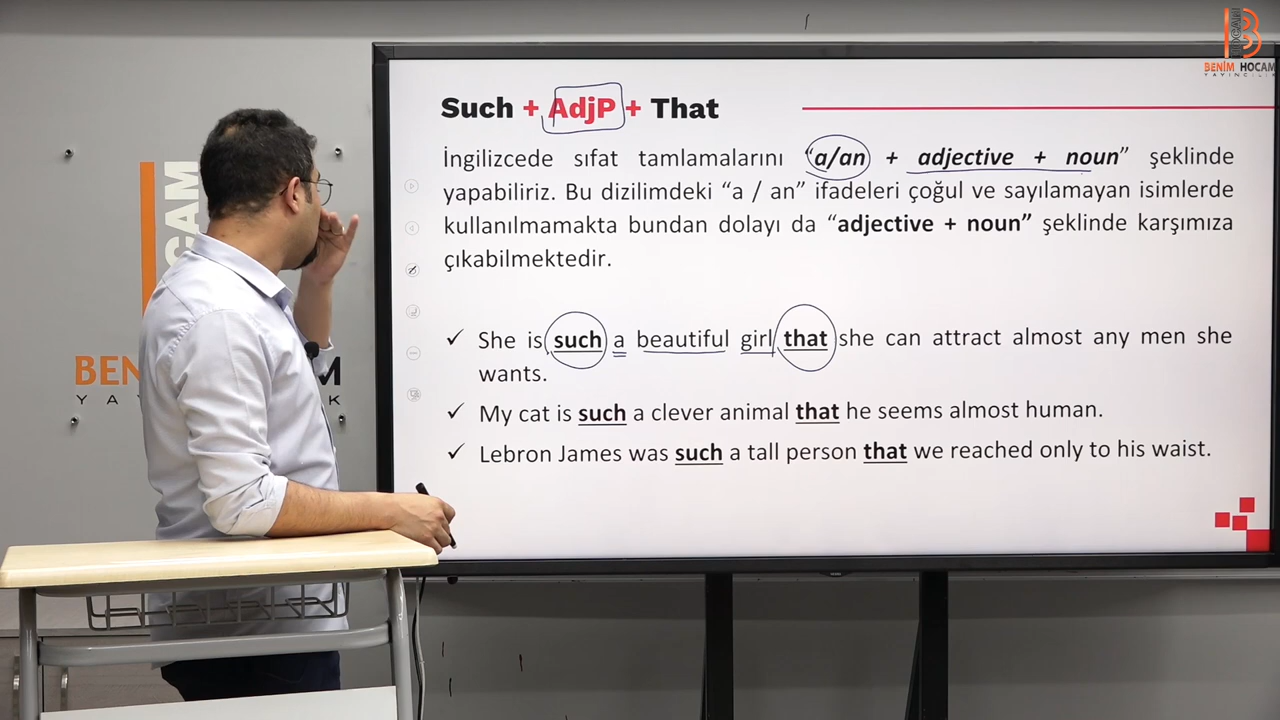 BENİM HOCAM
YAYINCILIK
Such + AdjP + That
İngilizcede sıfat tamlamalarını "a/an + adjective + noun" şeklinde
yapabiliriz. Bu dizilimdeki "a / an" ifadeleri çoğul ve sayılamayan isimlerde
kullanılmamakta bundan dolayı da "adjective + noun" şeklinde karşımıza
çıkabilmektedir.
✓ She is such a beautiful girl that she can attract almost any men she
wants.
✓ My cat is such a clever animal that he seems almost human.
✓ Lebron James was such a tall person that we reached only to his waist.